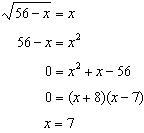 √(56−x) = x
56−x = x²
0 = x² + x − 56
0 = (x+8)(x−7)
x = 7